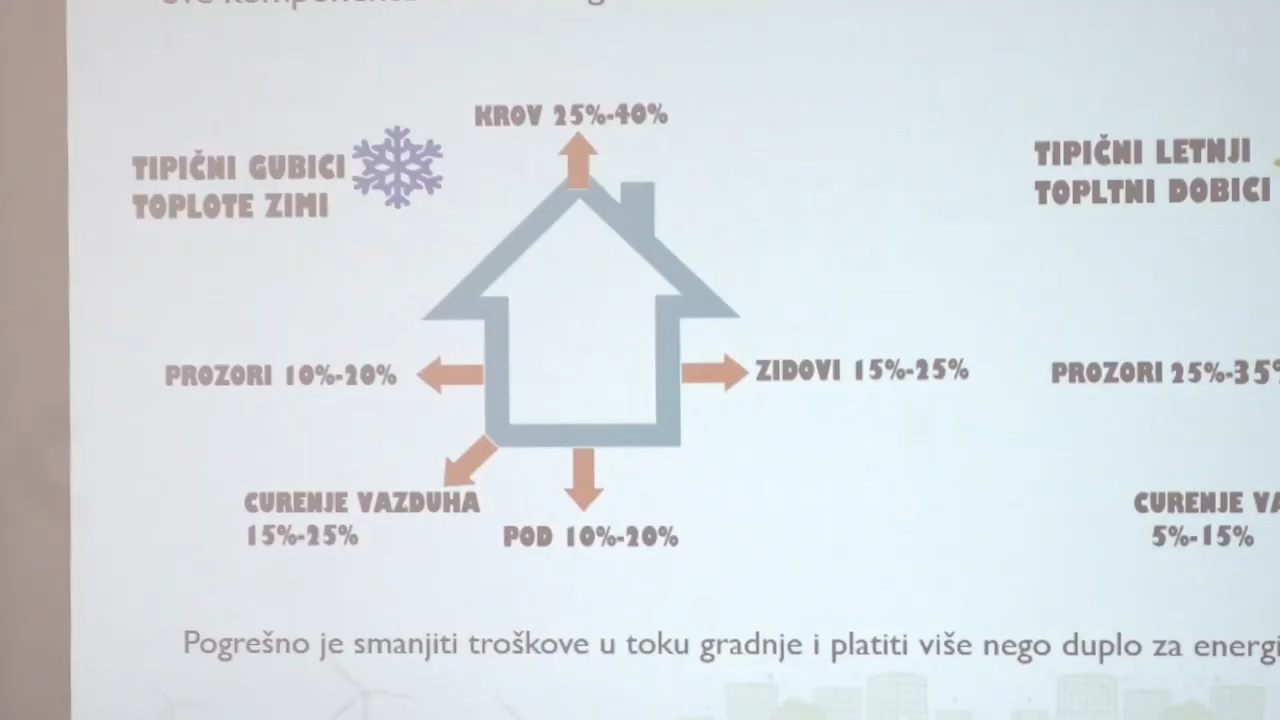 KROV 25%-40%
TIPIČNI GUBICI
TOPLOTE ZIMI
TIPIČNI LETNJI
TOPLTNI DOBICI
PROZORI 10%-20%
ZIDOVI 15%-25%
PROZORI 25%-35%
CURENJE VAZDUHA
15%-25%
POD 10%-20%
CURENJE
5%-15%
Pogrešno je smanjiti troškove u toku gradnje i platiti više nego duplo za